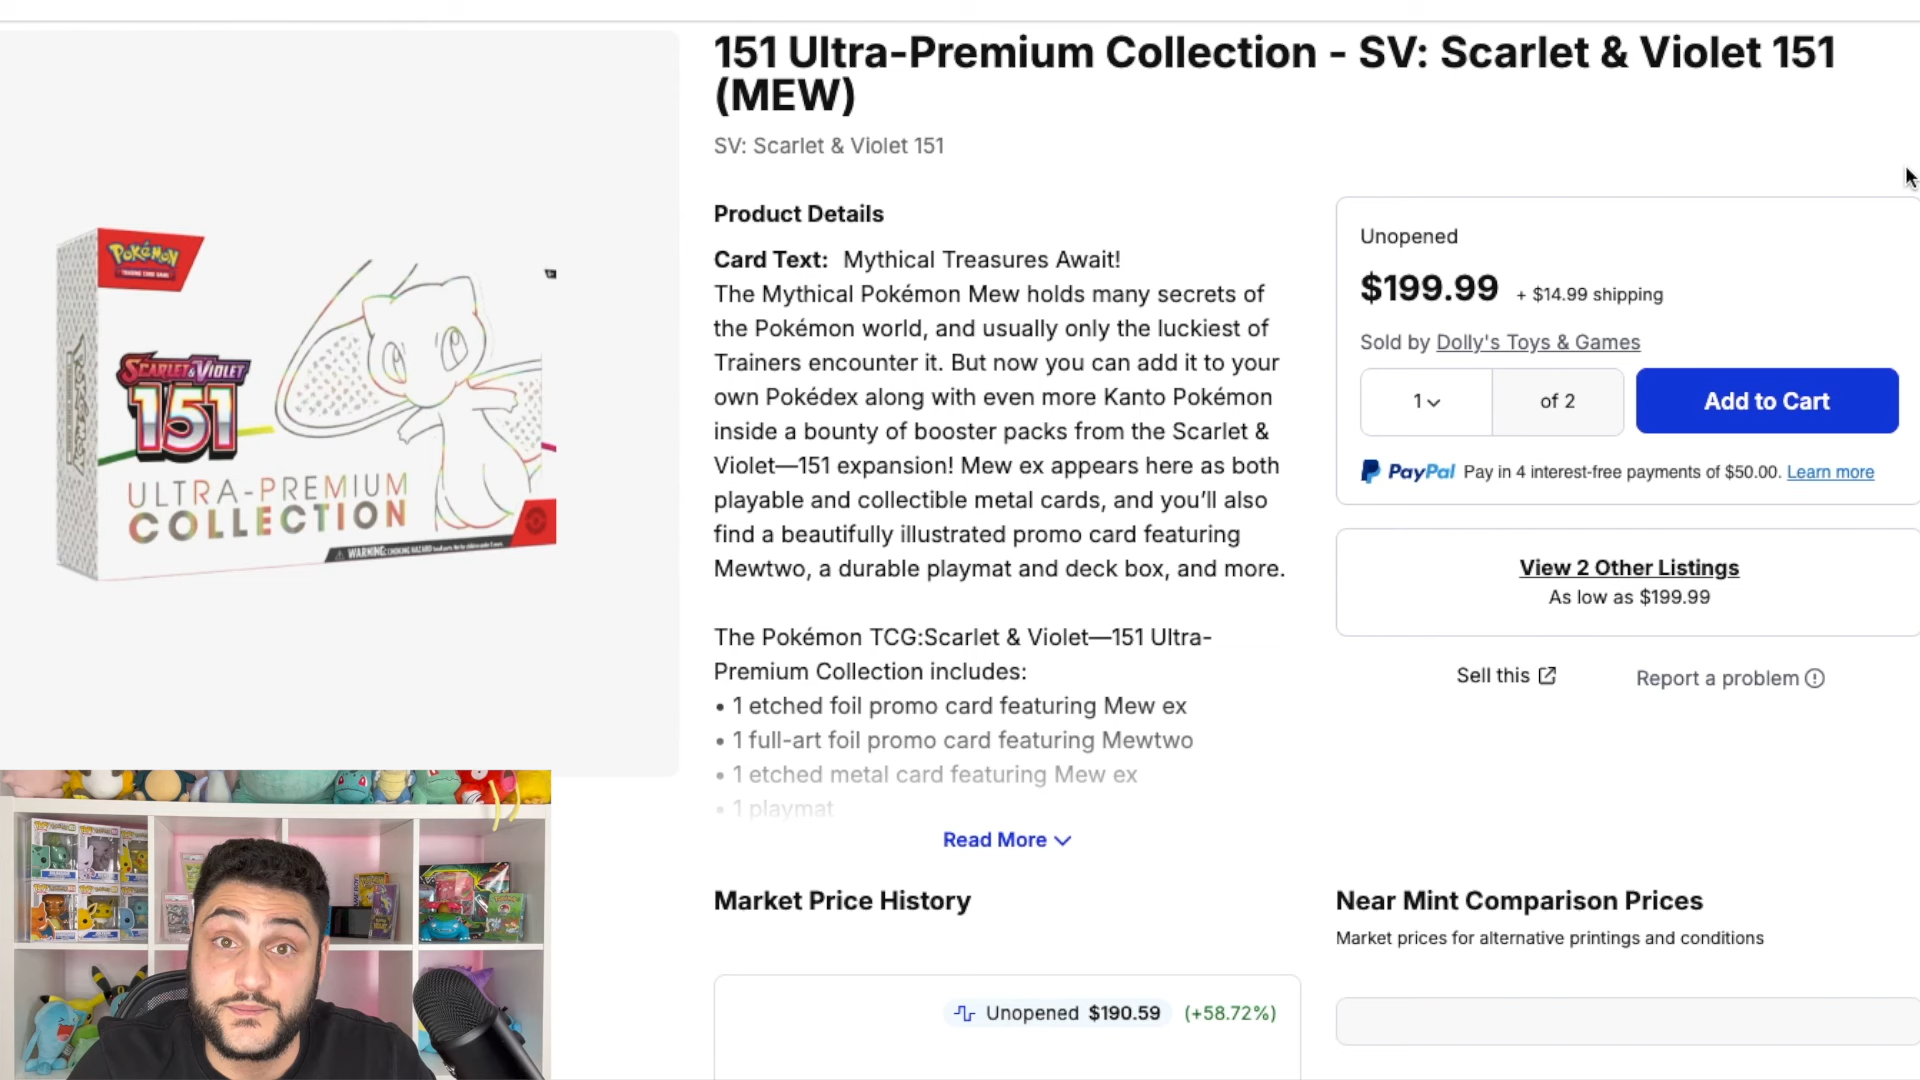 151 Ultra-Premium Collection - SV: Scarlet & Violet 151
(MEW)
SV: Scarlet & Violet 151
POKéMON
TRADING CARD GAME
SCARLET & VIOLET
151
ULTRA-PREMIUM
COLLECTION
WARNING: CHOKING HAZARD
Product Details
Card Text: Mythical Treasures Await!
The Mythical Pokémon Mew holds many secrets of
the Pokémon world, and usually only the luckiest of
Trainers encounter it. But now you can add it to your
own Pokédex along with even more Kanto Pokémon
inside a bounty of booster packs from the Scarlet &
Violet—151 expansion! Mew ex appears here as both
playable and collectible metal cards, and you’ll also
find a beautifully illustrated promo card featuring
Mewtwo, a durable playmat and deck box, and more.
The Pokémon TCG:Scarlet & Violet—151 Ultra-
Premium Collection includes:
• 1 etched foil promo card featuring Mew ex
• 1 full-art foil promo card featuring Mewtwo
• 1 etched metal card featuring Mew ex
• 1 playmat
Read More
Unopened
$199.99 + $14.99 shipping
Sold by Dolly's Toys & Games
1 of 2 Add to Cart
PayPal Pay in 4 interest-free payments of $50.00. Learn more
View 2 Other Listings
As low as $199.99
Sell this Report a problem
Market Price History
Unopened $190.59 (+58.72%)
Near Mint Comparison Prices
Market prices for alternative printings and conditions